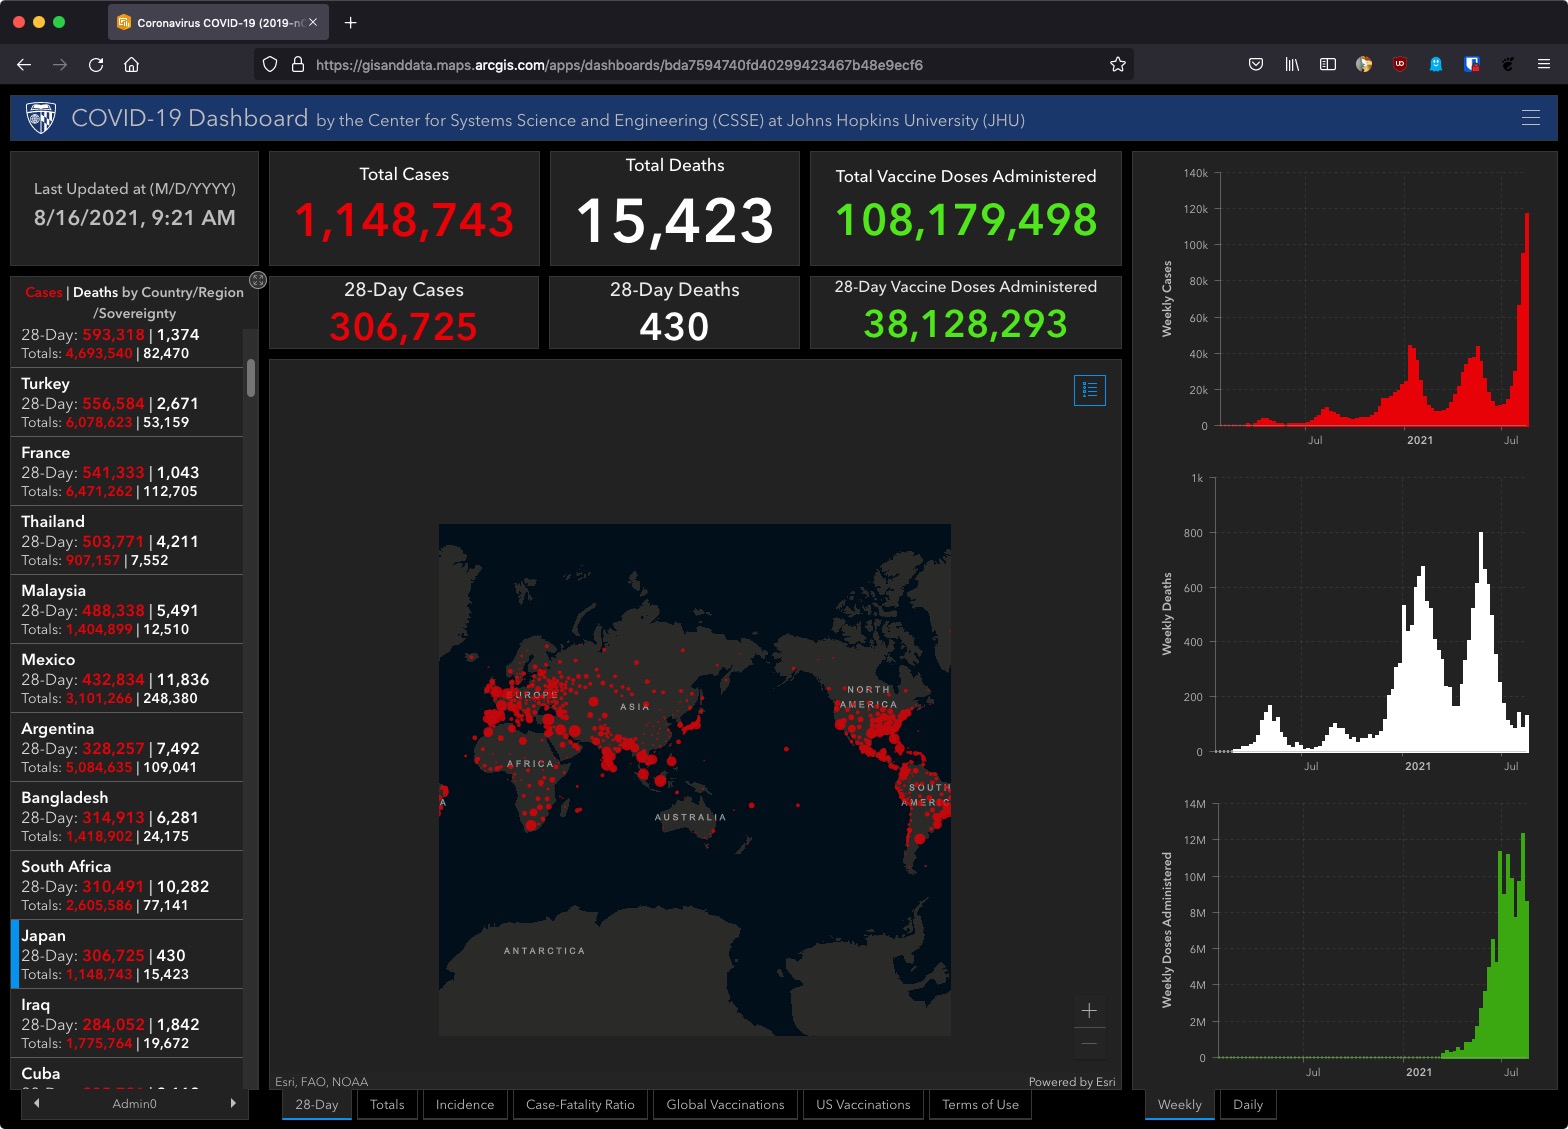 Coronavirus COVID-19 (2019-nC
https://gisanddata.maps.arcgis.com/apps/dashboards/bda7594740fd40299423467b48e9ecf6
COVID-19 Dashboard by the Center for Systems Science and Engineering (CSSE) at Johns Hopkins University (JHU)
Last Updated at (M/D/YYYY)
8/16/2021, 9:21 AM
Total Cases
1,148,743
Total Deaths
15,423
Total Vaccine Doses Administered
108,179,498
28-Day Cases
306,725
28-Day Deaths
430
28-Day Vaccine Doses Administered
38,128,293
Cases | Deaths by Country/Region
/Sovereignty
28-Day: 593,318 | 1,374
Totals: 4,693,540 | 82,470
Turkey
28-Day: 556,584 | 2,671
Totals: 6,078,623 | 53,159
France
28-Day: 541,333 | 1,043
Totals: 6,471,262 | 112,705
Thailand
28-Day: 503,771 | 4,211
Totals: 907,157 | 7,552
Malaysia
28-Day: 488,338 | 5,491
Totals: 1,404,899 | 12,510
Mexico
28-Day: 432,834 | 11,836
Totals: 3,101,266 | 248,380
Argentina
28-Day: 328,257 | 7,492
Totals: 5,084,635 | 109,041
Bangladesh
28-Day: 314,913 | 6,281
Totals: 1,418,902 | 24,175
South Africa
28-Day: 310,491 | 10,282
Totals: 2,605,586 | 77,141
Japan
28-Day: 306,725 | 430
Totals: 1,148,743 | 15,423
Iraq
28-Day: 284,052 | 1,842
Totals: 1,775,764 | 19,672
Cuba
Admin0
EUROPE
ASIA
AFRICA
AUSTRALIA
NORTH
AMERICA
SOUTH
AMERIC
A
ANTARCTICA
Esri, FAO, NOAA
Powered by Esri
28-Day
Totals
Incidence
Case-Fatality Ratio
Global Vaccinations
US Vaccinations
Terms of Use
Weekly Cases
140k
120k
100k
80k
60k
40k
20k
0
Jul
2021
Jul
Weekly Deaths
1k
800
600
400
200
0
Jul
2021
Jul
Weekly Doses Administered
14M
12M
10M
8M
6M
4M
2M
0
Jul
2021
Jul
Weekly
Daily